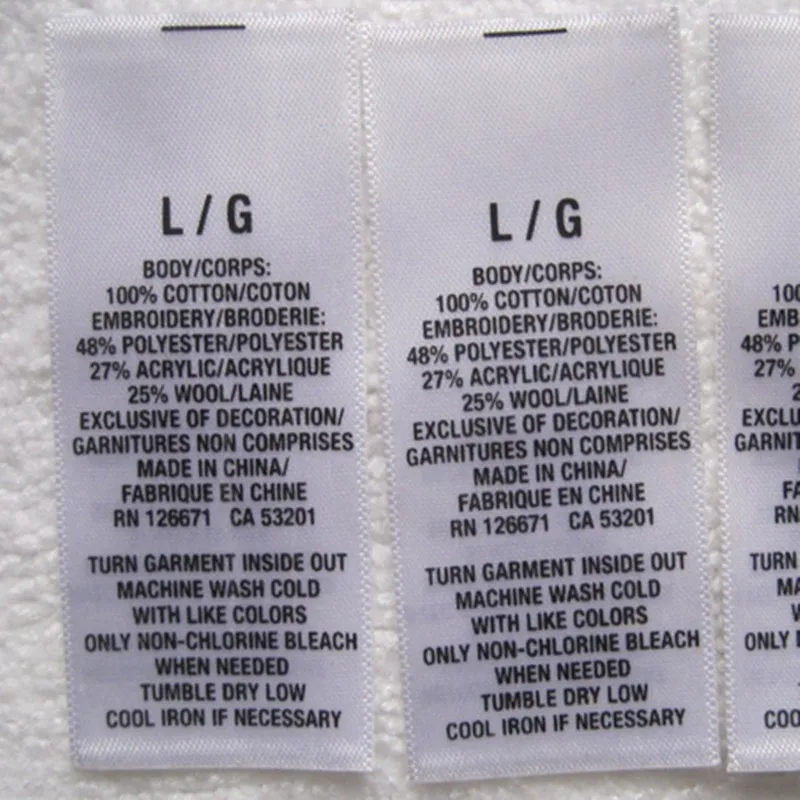 L / G
BODY/CORPS:
100% COTTON/COTON
EMBROIDERY/BRODERIE:
48% POLYESTER/POLYESTER
27% ACRYLIC/ACRYLIQUE
25% WOOL/LAINE
EXCLUSIVE OF DECORATION/
GARNITURES NON COMPRISES
MADE IN CHINA/
FABRIQUE EN CHINE
RN 126671 CA 53201
TURN GARMENT INSIDE OUT
MACHINE WASH COLD
WITH LIKE COLORS
ONLY NON-CHLORINE BLEACH
WHEN NEEDED
TUMBLE DRY LOW
COOL IRON IF NECESSARY
L / G
BODY/CORPS:
100% COTTON/COTON
EMBROIDERY/BRODERIE:
48% POLYESTER/POLYESTER
27% ACRYLIC/ACRYLIQUE
25% WOOL/LAINE
EXCLUSIVE OF DECORATION/
GARNITURES NON COMPRISES
MADE IN CHINA/
FABRIQUE EN CHINE
RN 126671 CA 53201
TURN GARMENT INSIDE OUT
MACHINE WASH COLD
WITH LIKE COLORS
ONLY NON-CHLORINE BLEACH
WHEN NEEDED
TUMBLE DRY LOW
COOL IRON IF NECESSARY
48% P
27%
RN
TURN
ONLY